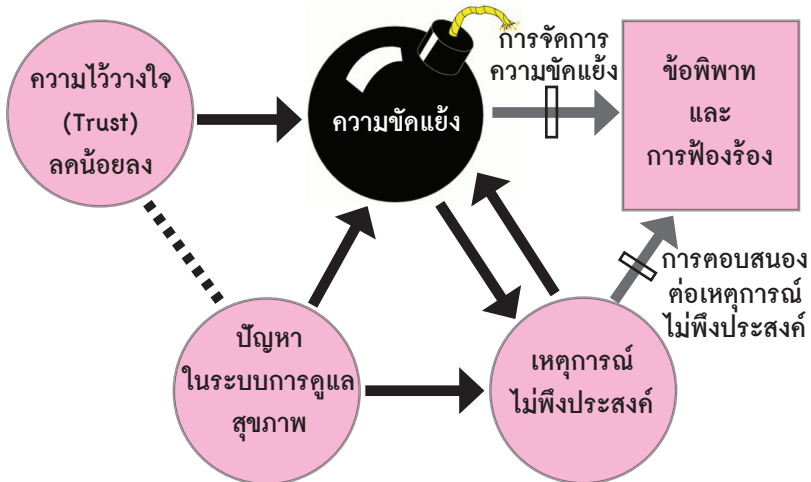 ความไว้วางใจ
(Trust)
ลดน้อยลง
ความขัดแย้ง
การจัดการ
ความขัดแย้ง
ข้อพิพาท
และ
การฟ้องร้อง
ปัญหา
ในระบบการดูแล
สุขภาพ
เหตุการณ์
ไม่พึงประสงค์
การตอบสนอง
ต่อเหตุการณ์
ไม่พึงประสงค์